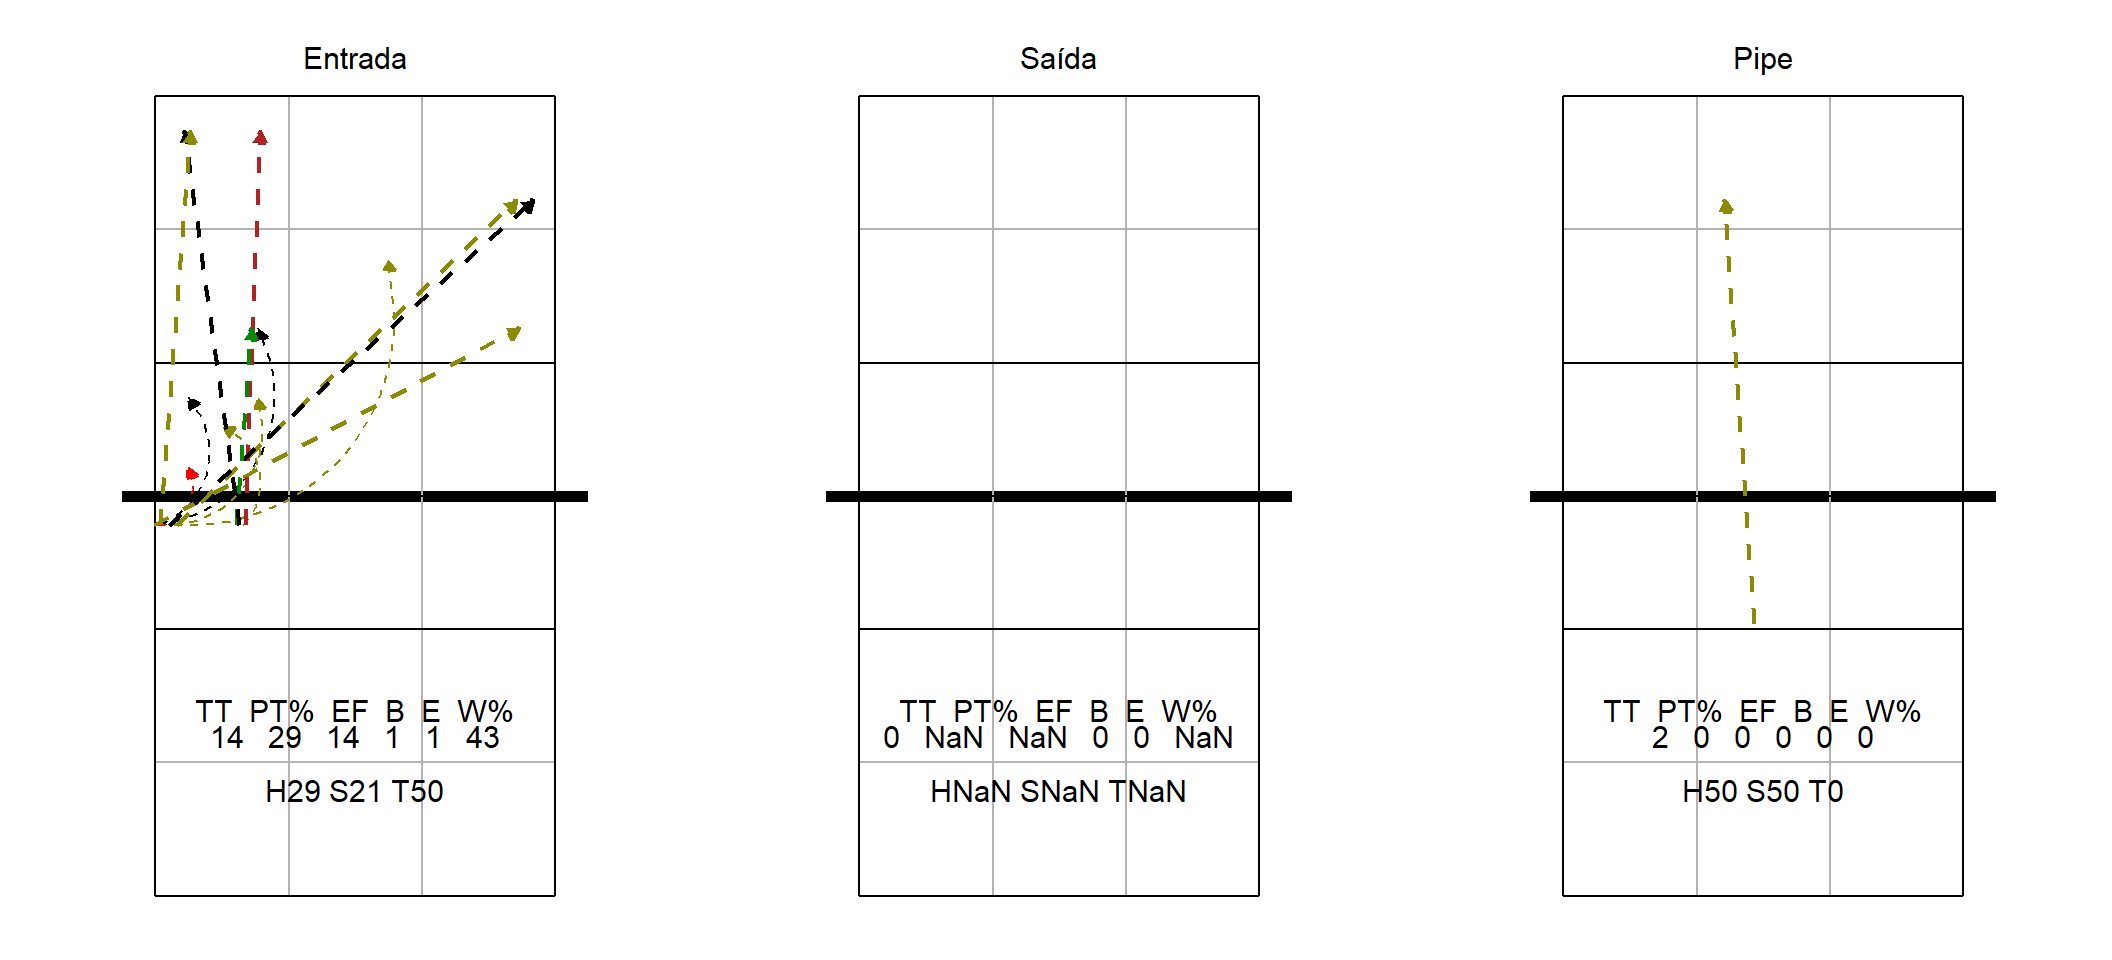 Entrada
TT PT% EF B E W%
14 29 14 1 1 43
H29 S21 T50
Saída
TT PT% EF B E W%
0 NaN NaN 0 0 NaN
HNaN SNaN TNaN
Pipe
TT PT% EF B E W%
2 0 0 0 0 0
H50 S50 T0